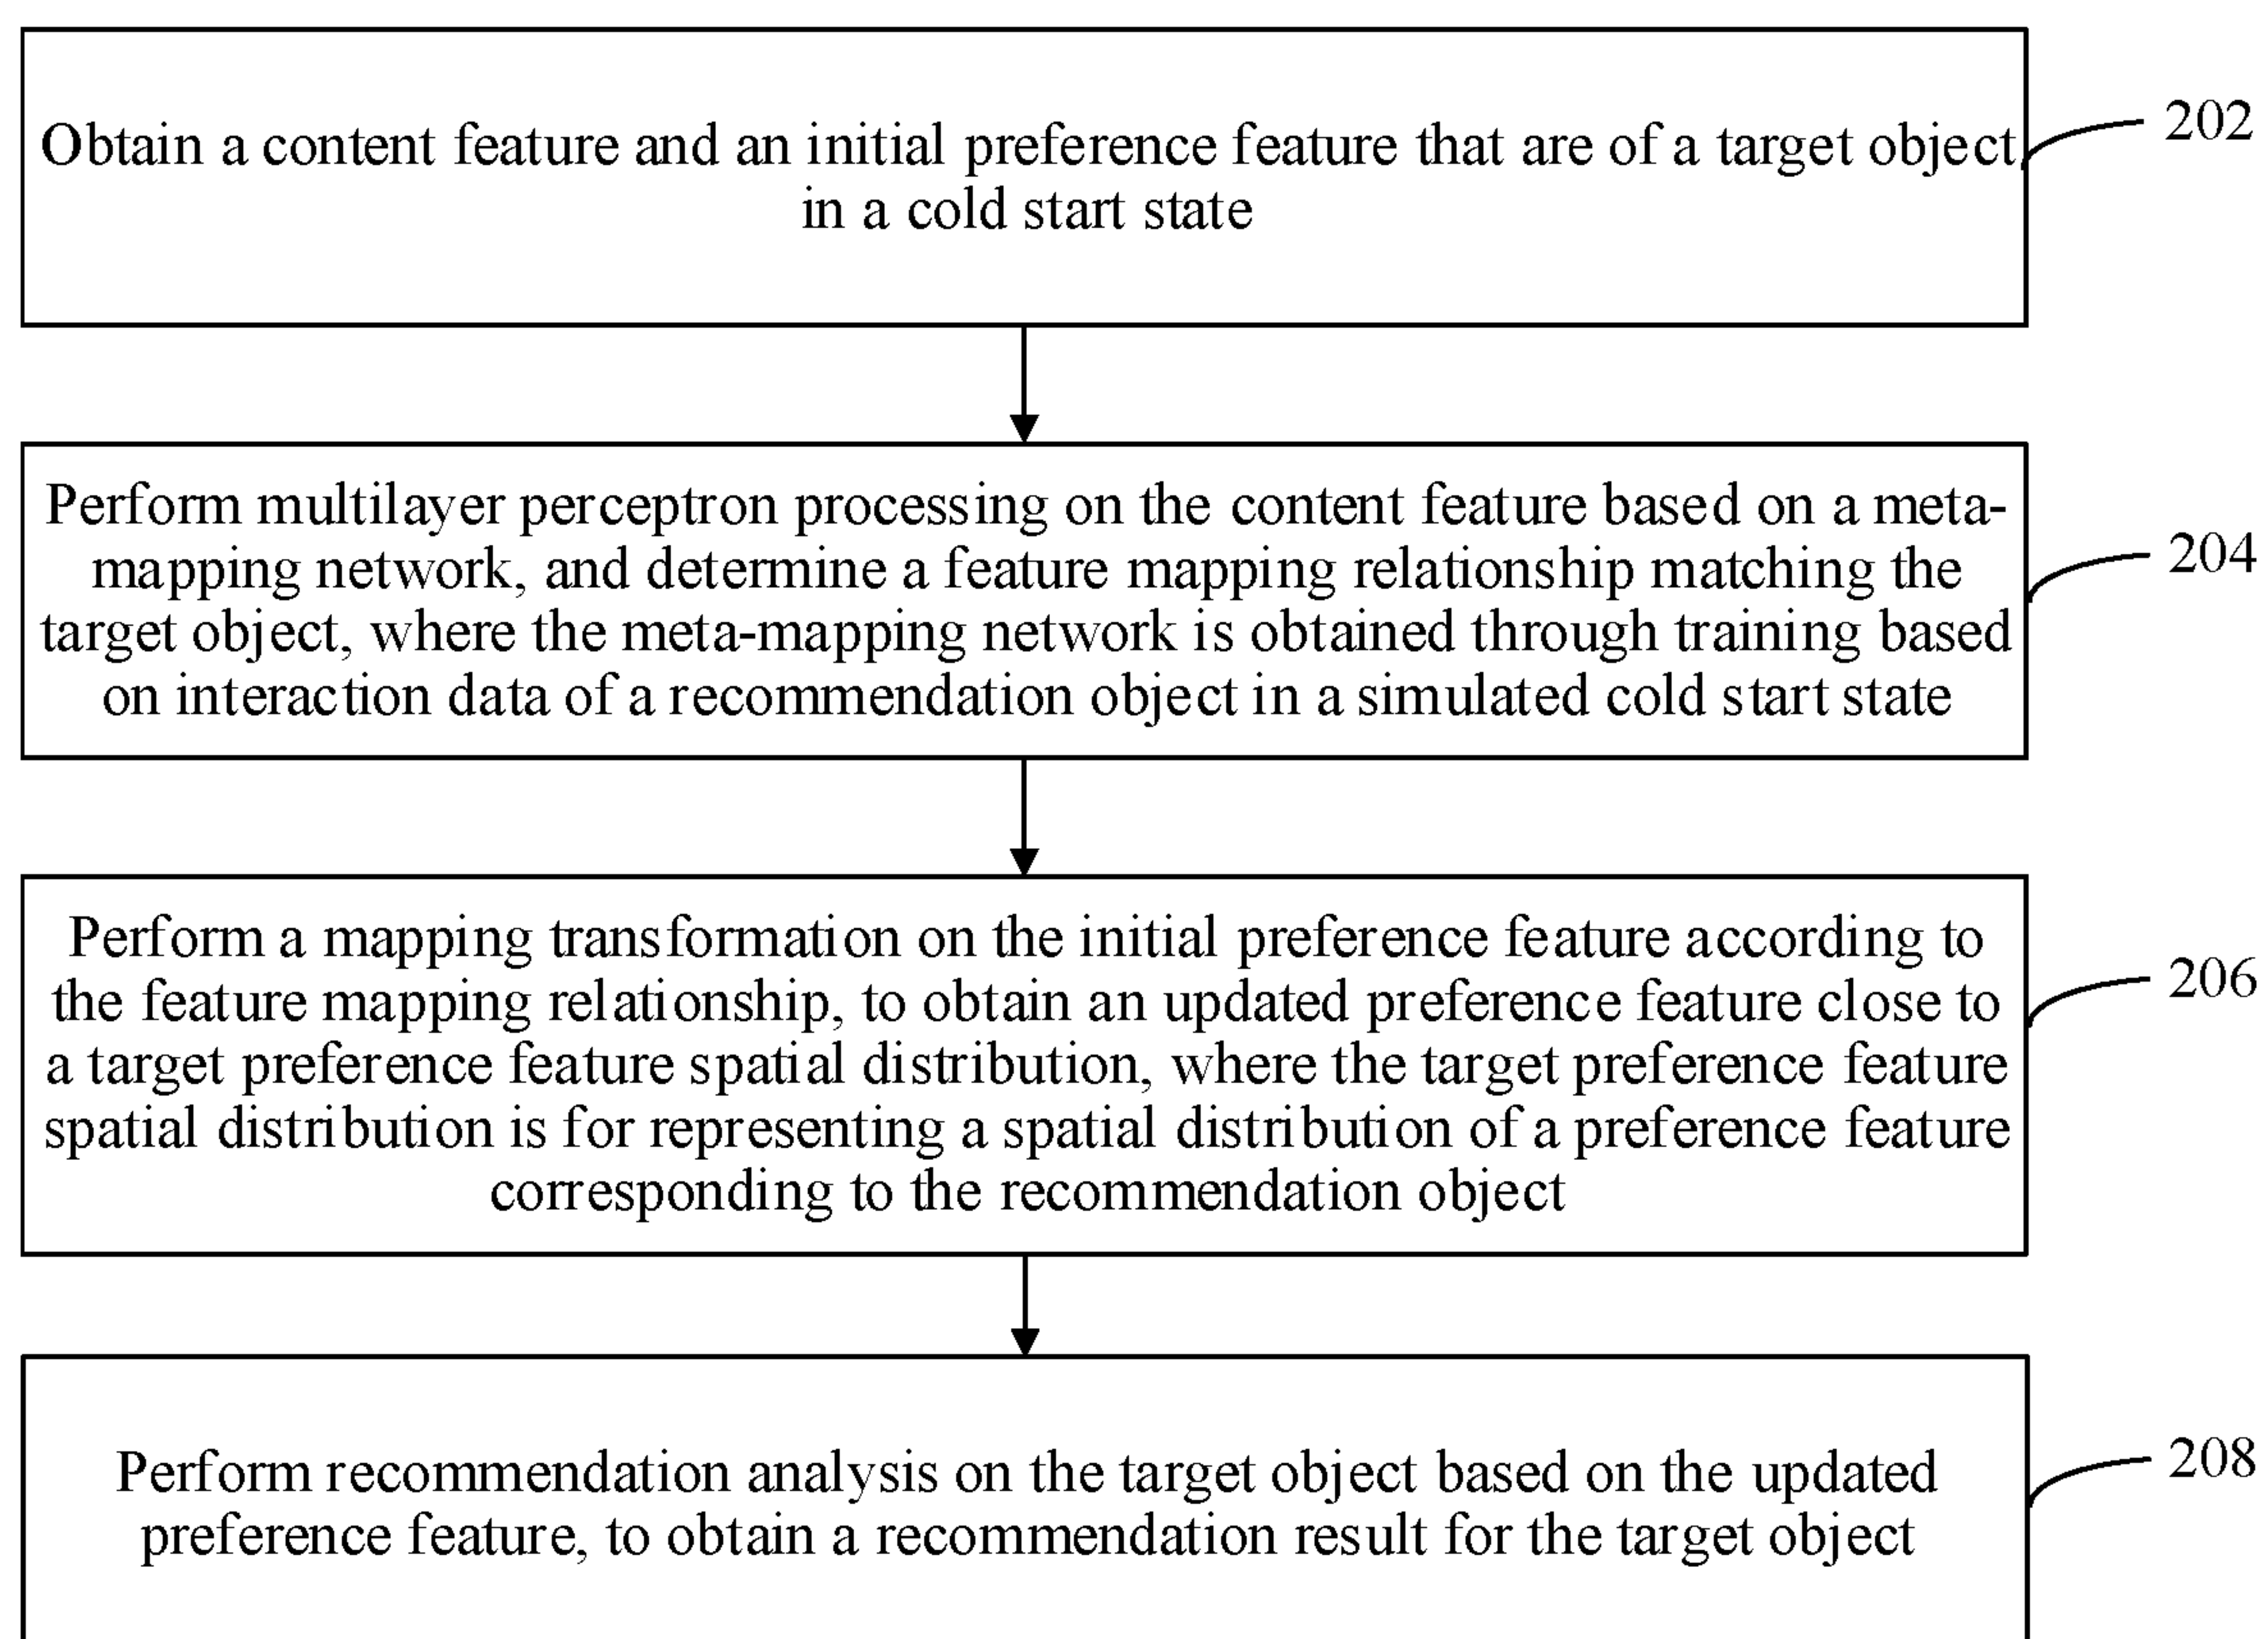 Obtain a content feature and an initial preference feature that are of a target object
in a cold start state
202
Perform multilayer perceptron processing on the content feature based on a meta-
mapping network, and determine a feature mapping relationship matching the
target object, where the meta-mapping network is obtained through training based
on interaction data of a recommendation object in a simulated cold start state
204
Perform a mapping transformation on the initial preference feature according to
the feature mapping relationship, to obtain an updated preference feature close to
a target preference feature spatial distribution, where the target preference feature
spatial distribution is for representing a spatial distribution of a preference feature
corresponding to the recommendation object
206
Perform recommendation analysis on the target object based on the updated
preference feature, to obtain a recommendation result for the target object
208